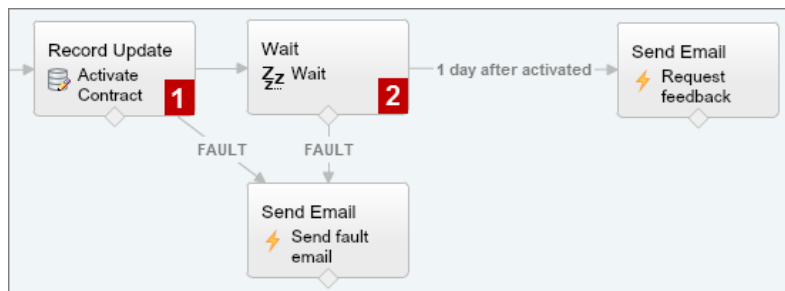 Record Update
Activate
Contract
1
Wait
Zzz... Wait
2
1 day after activated
Send Email
Request
feedback
FAULT
FAULT
Send Email
Send fault
email